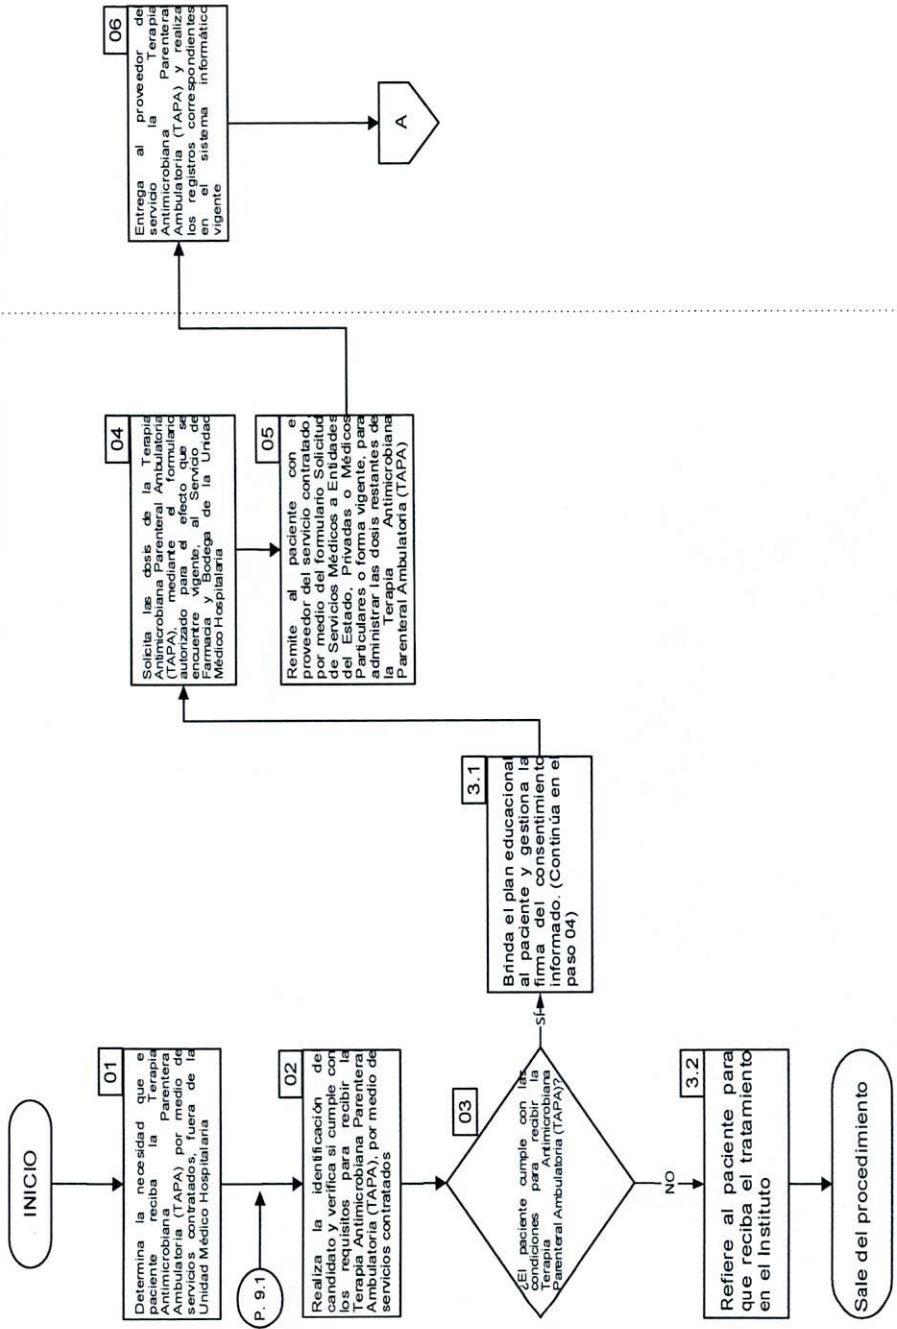 INICIO
01
Determina la necesidad que e
paciente reciba la Terapia
Antimicrobiana Parentera
Ambulatoria (TAPA) por medio de
servicios contratados, fuera de la
Unidad Médico Hospitalaria
P. 9.1
02
Realiza la identificación de
candidato y verifica si cumple con
los requisitos para recibir la
Terapia Antimicrobiana Parenteral
Ambulatoria (TAPA), por medio de
servicios contratados
03
¿El paciente cumple con las
condiciones para recibir la
Terapia Antimicrobiana
Parenteral Ambulatoria (TAPA)?
SÍ
NO
3.1
Brinda el plan educacional
al paciente y gestiona la
firma del consentimiento
informado. (Continúa en el
paso 04)
3.2
Refiere al paciente para
que reciba el tratamiento
en el Instituto
Sale del procedimiento
04
Solicita las dosis de la Terapia
Antimicrobiana Parenteral Ambulatoria
(TAPA), mediante el formulario
autorizado para el efecto que se
encuentre vigente, al Servicio de
Farmacia y Bodega de la Unidad
Médico Hospitalaria
05
Remite al paciente con e
proveedor del servicio contratado,
por medio del formulario Solicitud
de Servicios Médicos a Entidades
del Estado. Privadas o Médicos
Particulares o forma vigente, para
administrar las dosis restantes de
la Terapia Antimicrobiana
Parenteral Ambulatoria (TAPA)
06
Entrega al proveedor de
servicio la Terapia
Antimicrobiana Parenteral
Ambulatoria (TAPA) y realiza
los registros correspondientes
en el sistema informático
vigente
A